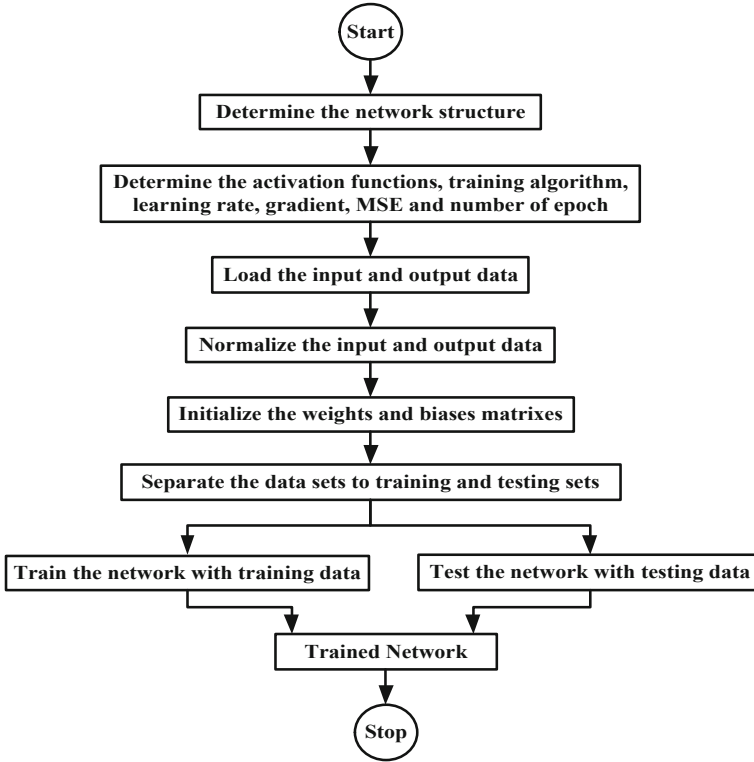 Start
Determine the network structure
Determine the activation functions, training algorithm,
learning rate, gradient, MSE and number of epoch
Load the input and output data
Normalize the input and output data
Initialize the weights and biases matrixes
Separate the data sets to training and testing sets
Train the network with training data
Test the network with testing data
Trained Network
Stop